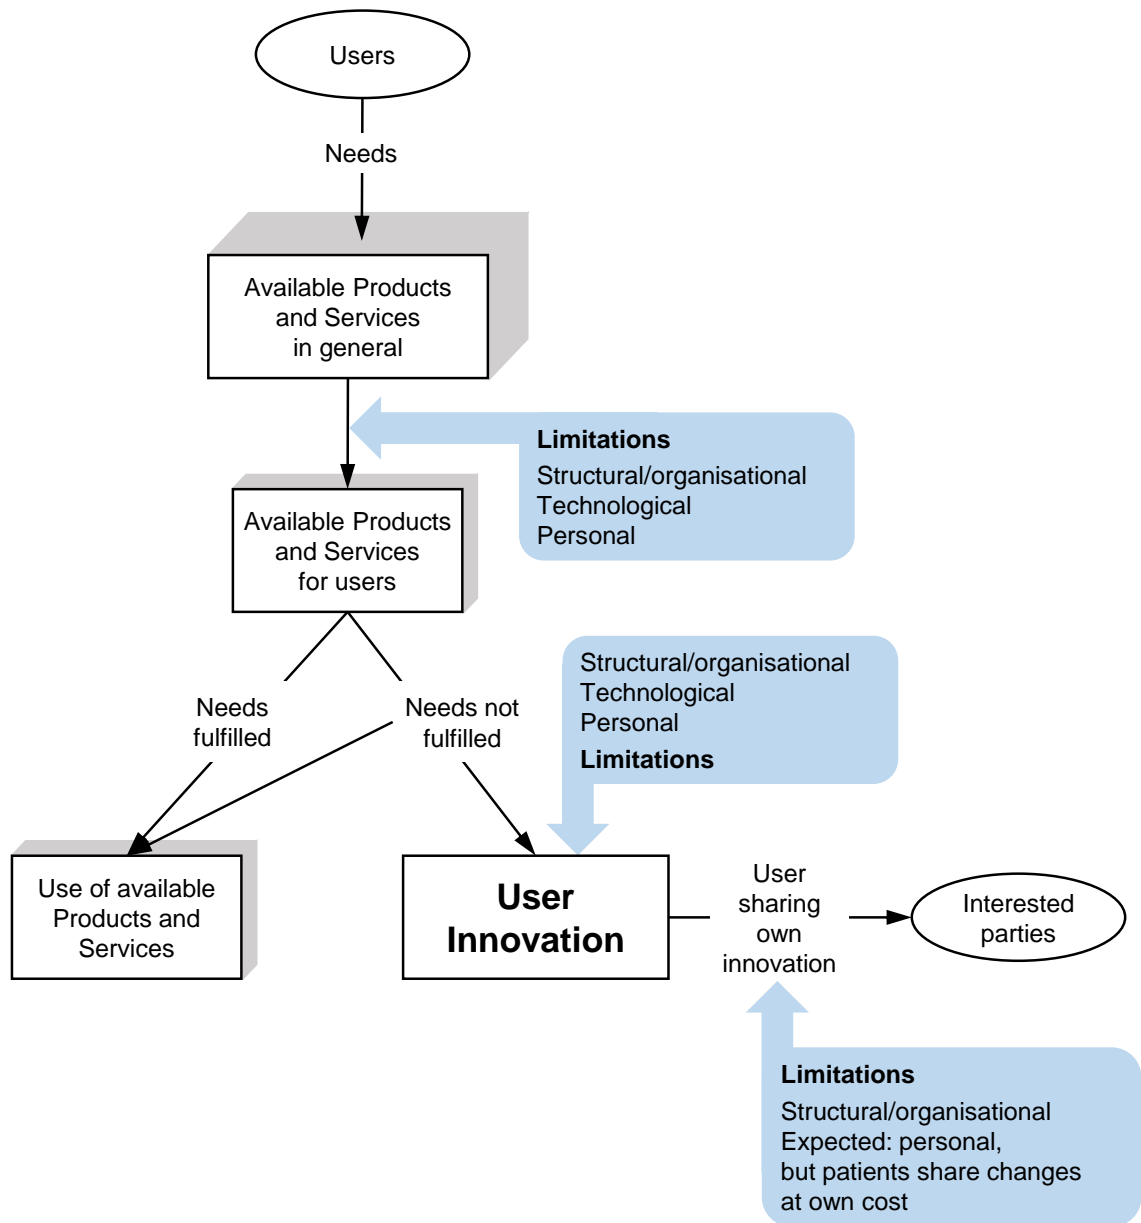 Users
Needs
Available Products
and Services
in general
Limitations
Structural/organisational
Technological
Personal
Available Products
and Services
for users
Structural/organisational
Technological
Personal
Limitations
Needs
fulfilled
Needs not
fulfilled
Use of available
Products and
Services
User
Innovation
User
sharing
own
innovation
Interested
parties
Limitations
Structural/organisational
Expected: personal,
but patients share changes
at own cost